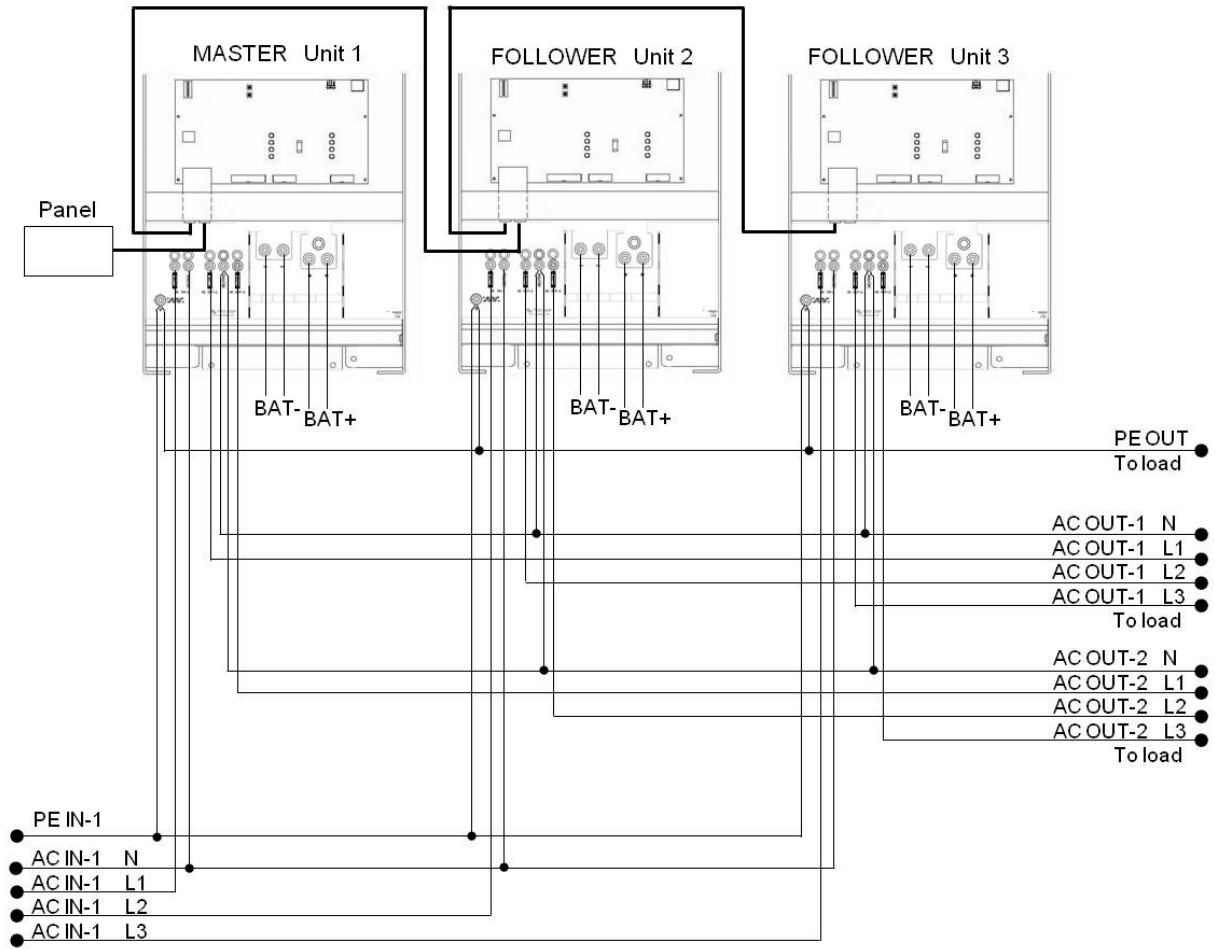 MASTER Unit 1
FOLLOWER Unit 2
FOLLOWER Unit 3
Panel
BAT-
BAT+
BAT-
BAT+
BAT-
BAT+
PE OUT
To load
AC OUT-1 N
AC OUT-1 L1
AC OUT-1 L2
AC OUT-1 L3
To load
AC OUT-2 N
AC OUT-2 L1
AC OUT-2 L2
AC OUT-2 L3
To load
PE IN-1
AC IN-1 N
AC IN-1 L1
AC IN-1 L2
AC IN-1 L3